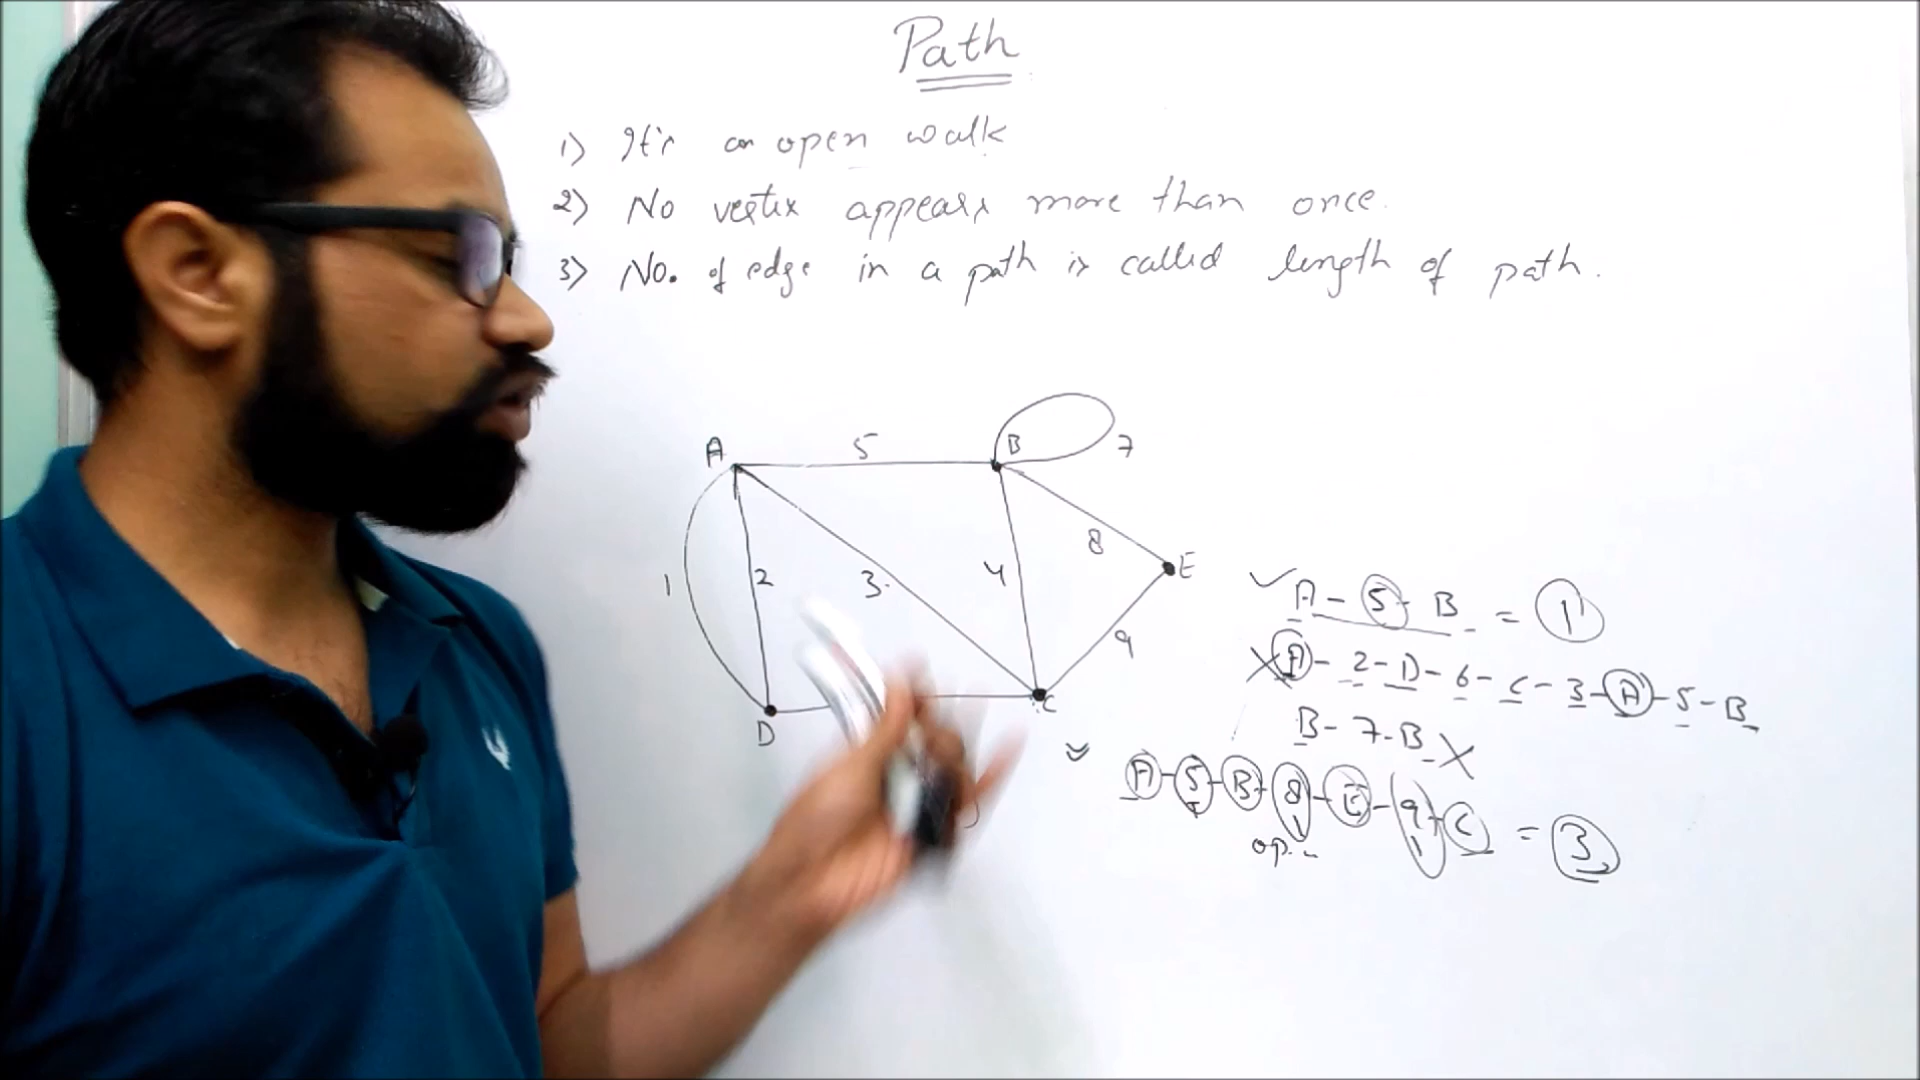 Path
1) It's an open walk
2) No vertix appears more than once.
3) No. of edge in a path is called length of path.
A 5 B 7
1 2 3. 4 8 E
9
D C
A - 5 - B = 1
A - 2 - D - 6 - C - 3 - A - 5 - B
B - 7 - B X
A - 5 - B - 8 - E - 9 - C = 3
op..